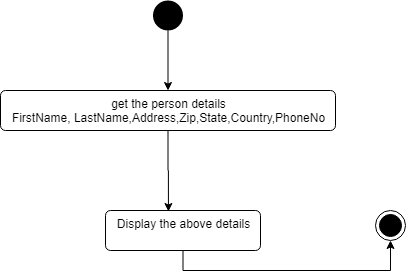 get the person details
FirstName, LastName,Address,Zip,State,Country,PhoneNo
Display the above details